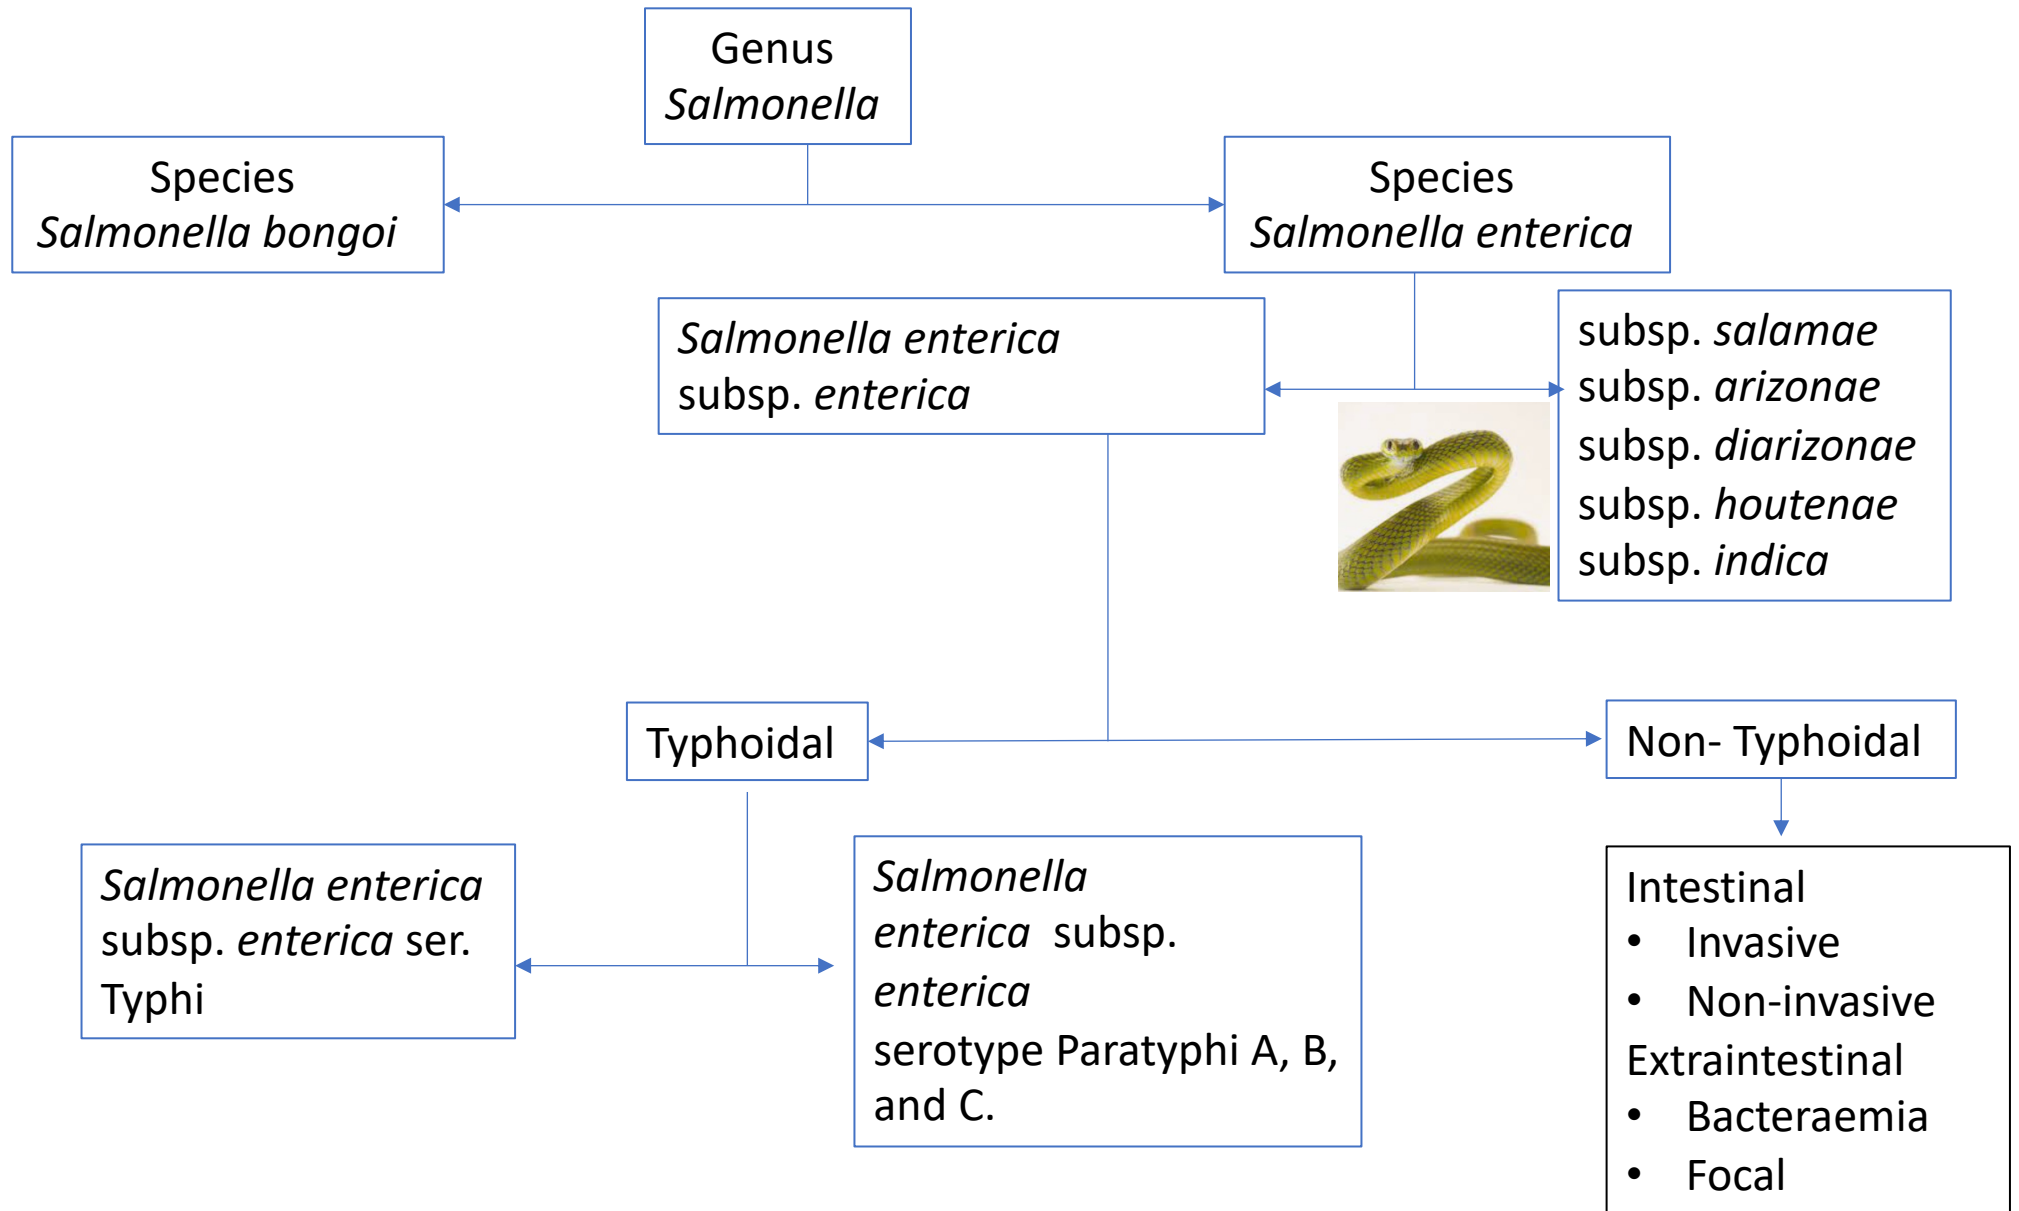 Genus
Salmonella
Species
Salmonella bongoi
Species
Salmonella enterica
Salmonella enterica
subsp. enterica
subsp. salamae
subsp. arizonae
subsp. diarizonae
subsp. houtenae
subsp. indica
Typhoidal
Non- Typhoidal
Salmonella enterica
subsp. enterica ser.
Typhi
Salmonella
enterica  subsp.
enterica
serotype Paratyphi A, B,
and C.
Intestinal
• Invasive
• Non-invasive
Extraintestinal
• Bacteraemia
• Focal